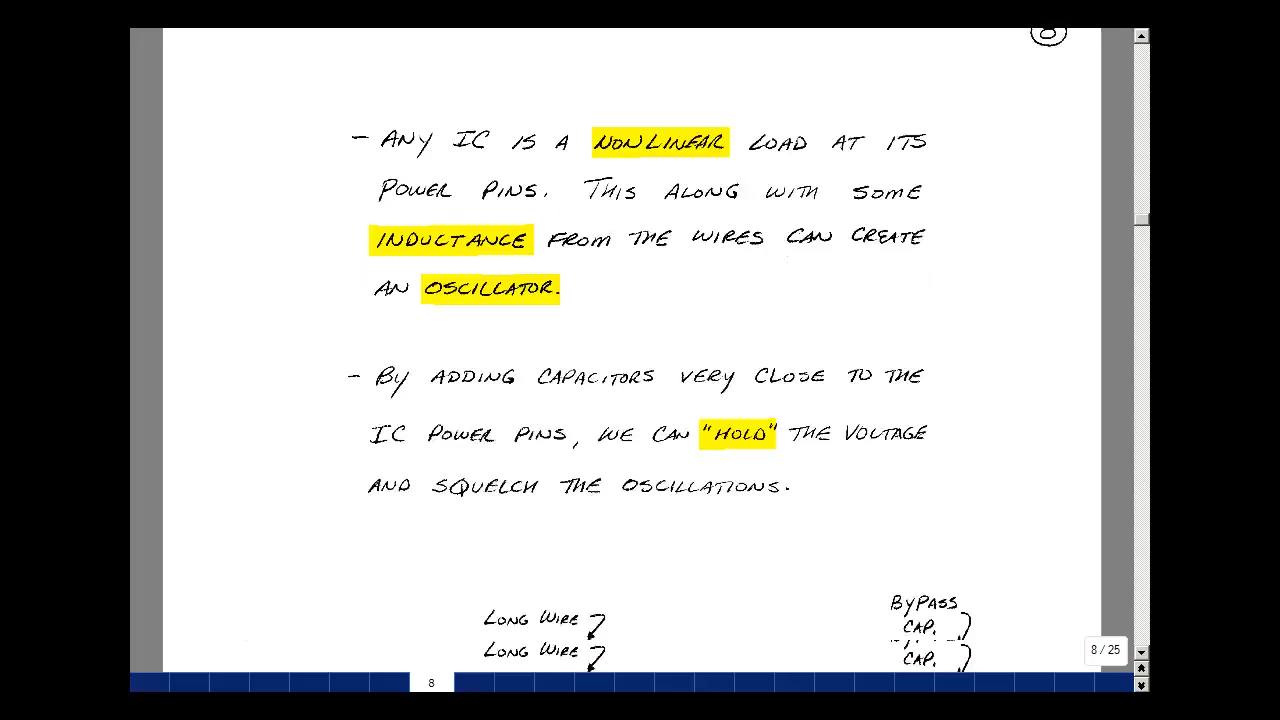 8
- ANY IC IS A NONLINEAR LOAD AT ITS
POWER PINS. THIS ALONG WITH SOME
INDUCTANCE FROM THE WIRES CAN CREATE
AN OSCILLATOR.
- BY ADDING CAPACITORS VERY CLOSE TO THE
IC POWER PINS, WE CAN "HOLD" THE VOLTAGE
AND SQUELCH THE OSCILLATIONS.
BYPASS
LONG WIRE
CAP.
LONG WIRE
CAP.
8 / 25
8